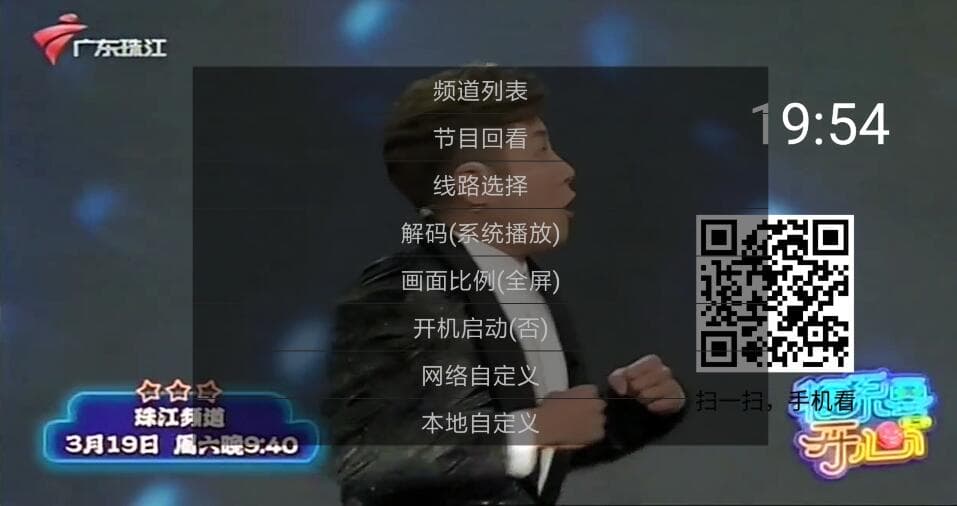 广东珠江
频道列表
19:54
节目回看
线路选择
解码(系统播放)
画面比例(全屏)
开机启动(否)
网络自定义
本地自定义
扫一扫，手机看
珠江频道
3月19日 周六晚9:40
开心